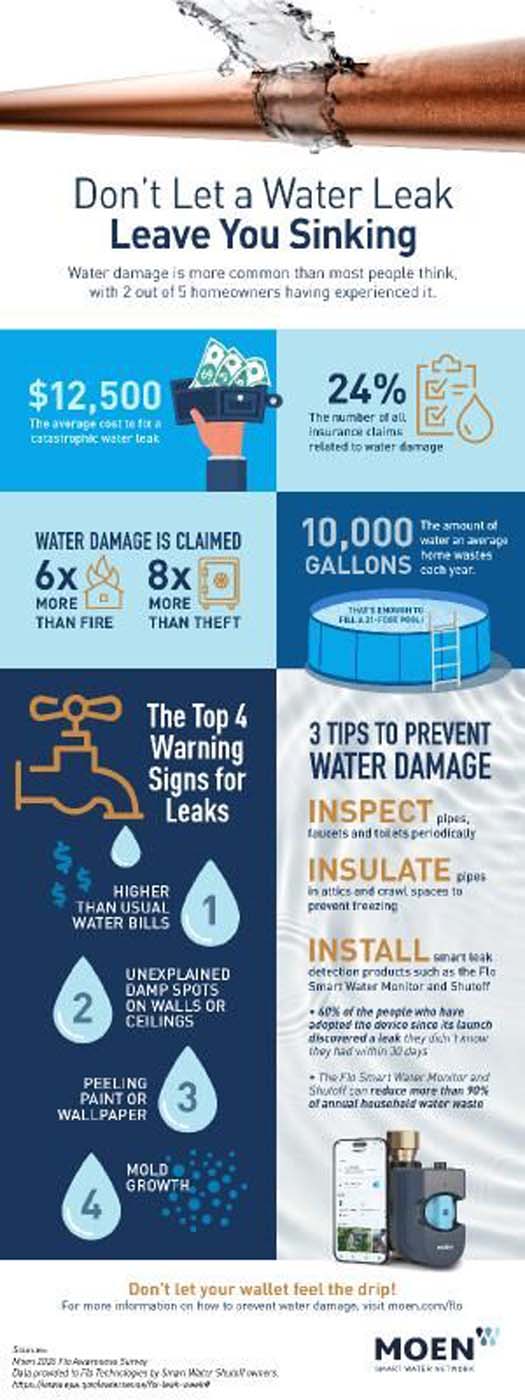 Don't Let a Water Leak
Leave You Sinking
Water damage is more common than most people think,
with 2 out of 5 homeowners having experienced it.
$12,500
The average cost to fix a
catastrophic water leak
24%
The number of all
insurance claims
related to water damage
WATER DAMAGE IS CLAIMED
6x
MORE
THAN FIRE
8x
MORE
THAN THEFT
10,000
GALLONS
The amount of
water an average
home wastes
each year.
THAT'S ENOUGH TO
FILL A 21-FOOT POOL!
The Top 4
Warning
Signs for
Leaks
HIGHER
THAN USUAL
WATER BILLS
1
2
UNEXPLAINED
DAMP SPOTS
ON WALLS OR
CEILINGS
PEELING
PAINT OR
WALLPAPER
3
4
MOLD
GROWTH
3 TIPS TO PREVENT
WATER DAMAGE
INSPECT pipes,
faucets and toilets periodically
INSULATE pipes
in attics and crawl spaces to
prevent freezing
INSTALL smart leak
detection products such as the Flo
Smart Water Monitor and Shutoff
• 60% of the people who have
adopted the device since its launch
discovered a leak they didn't know
they had within 30 days
• The Flo Smart Water Monitor and
Shutoff can reduce more than 90%
of annual household water waste
Don't let your wallet feel the drip!
For more information on how to prevent water damage, visit moen.com/flo
Sources:
Moen 2020 Flo Awareness Survey
Data provided to Flo Technologies by Smart Water Shutoff owners.
MOEN
SMART WATER NETWORK